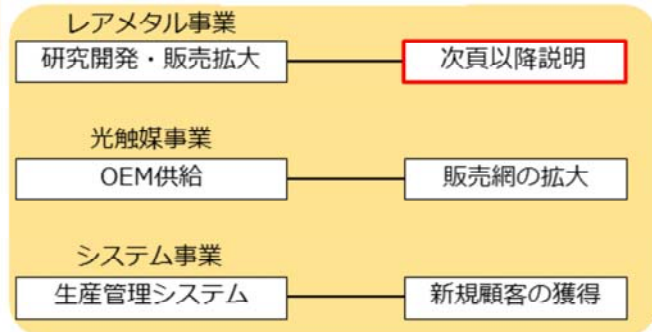 レアメタル事業
研究開発・販売拡大
次頁以降説明
光触媒事業
OEM供給
販売網の拡大
システム事業
生産管理システム
新規顧客の獲得